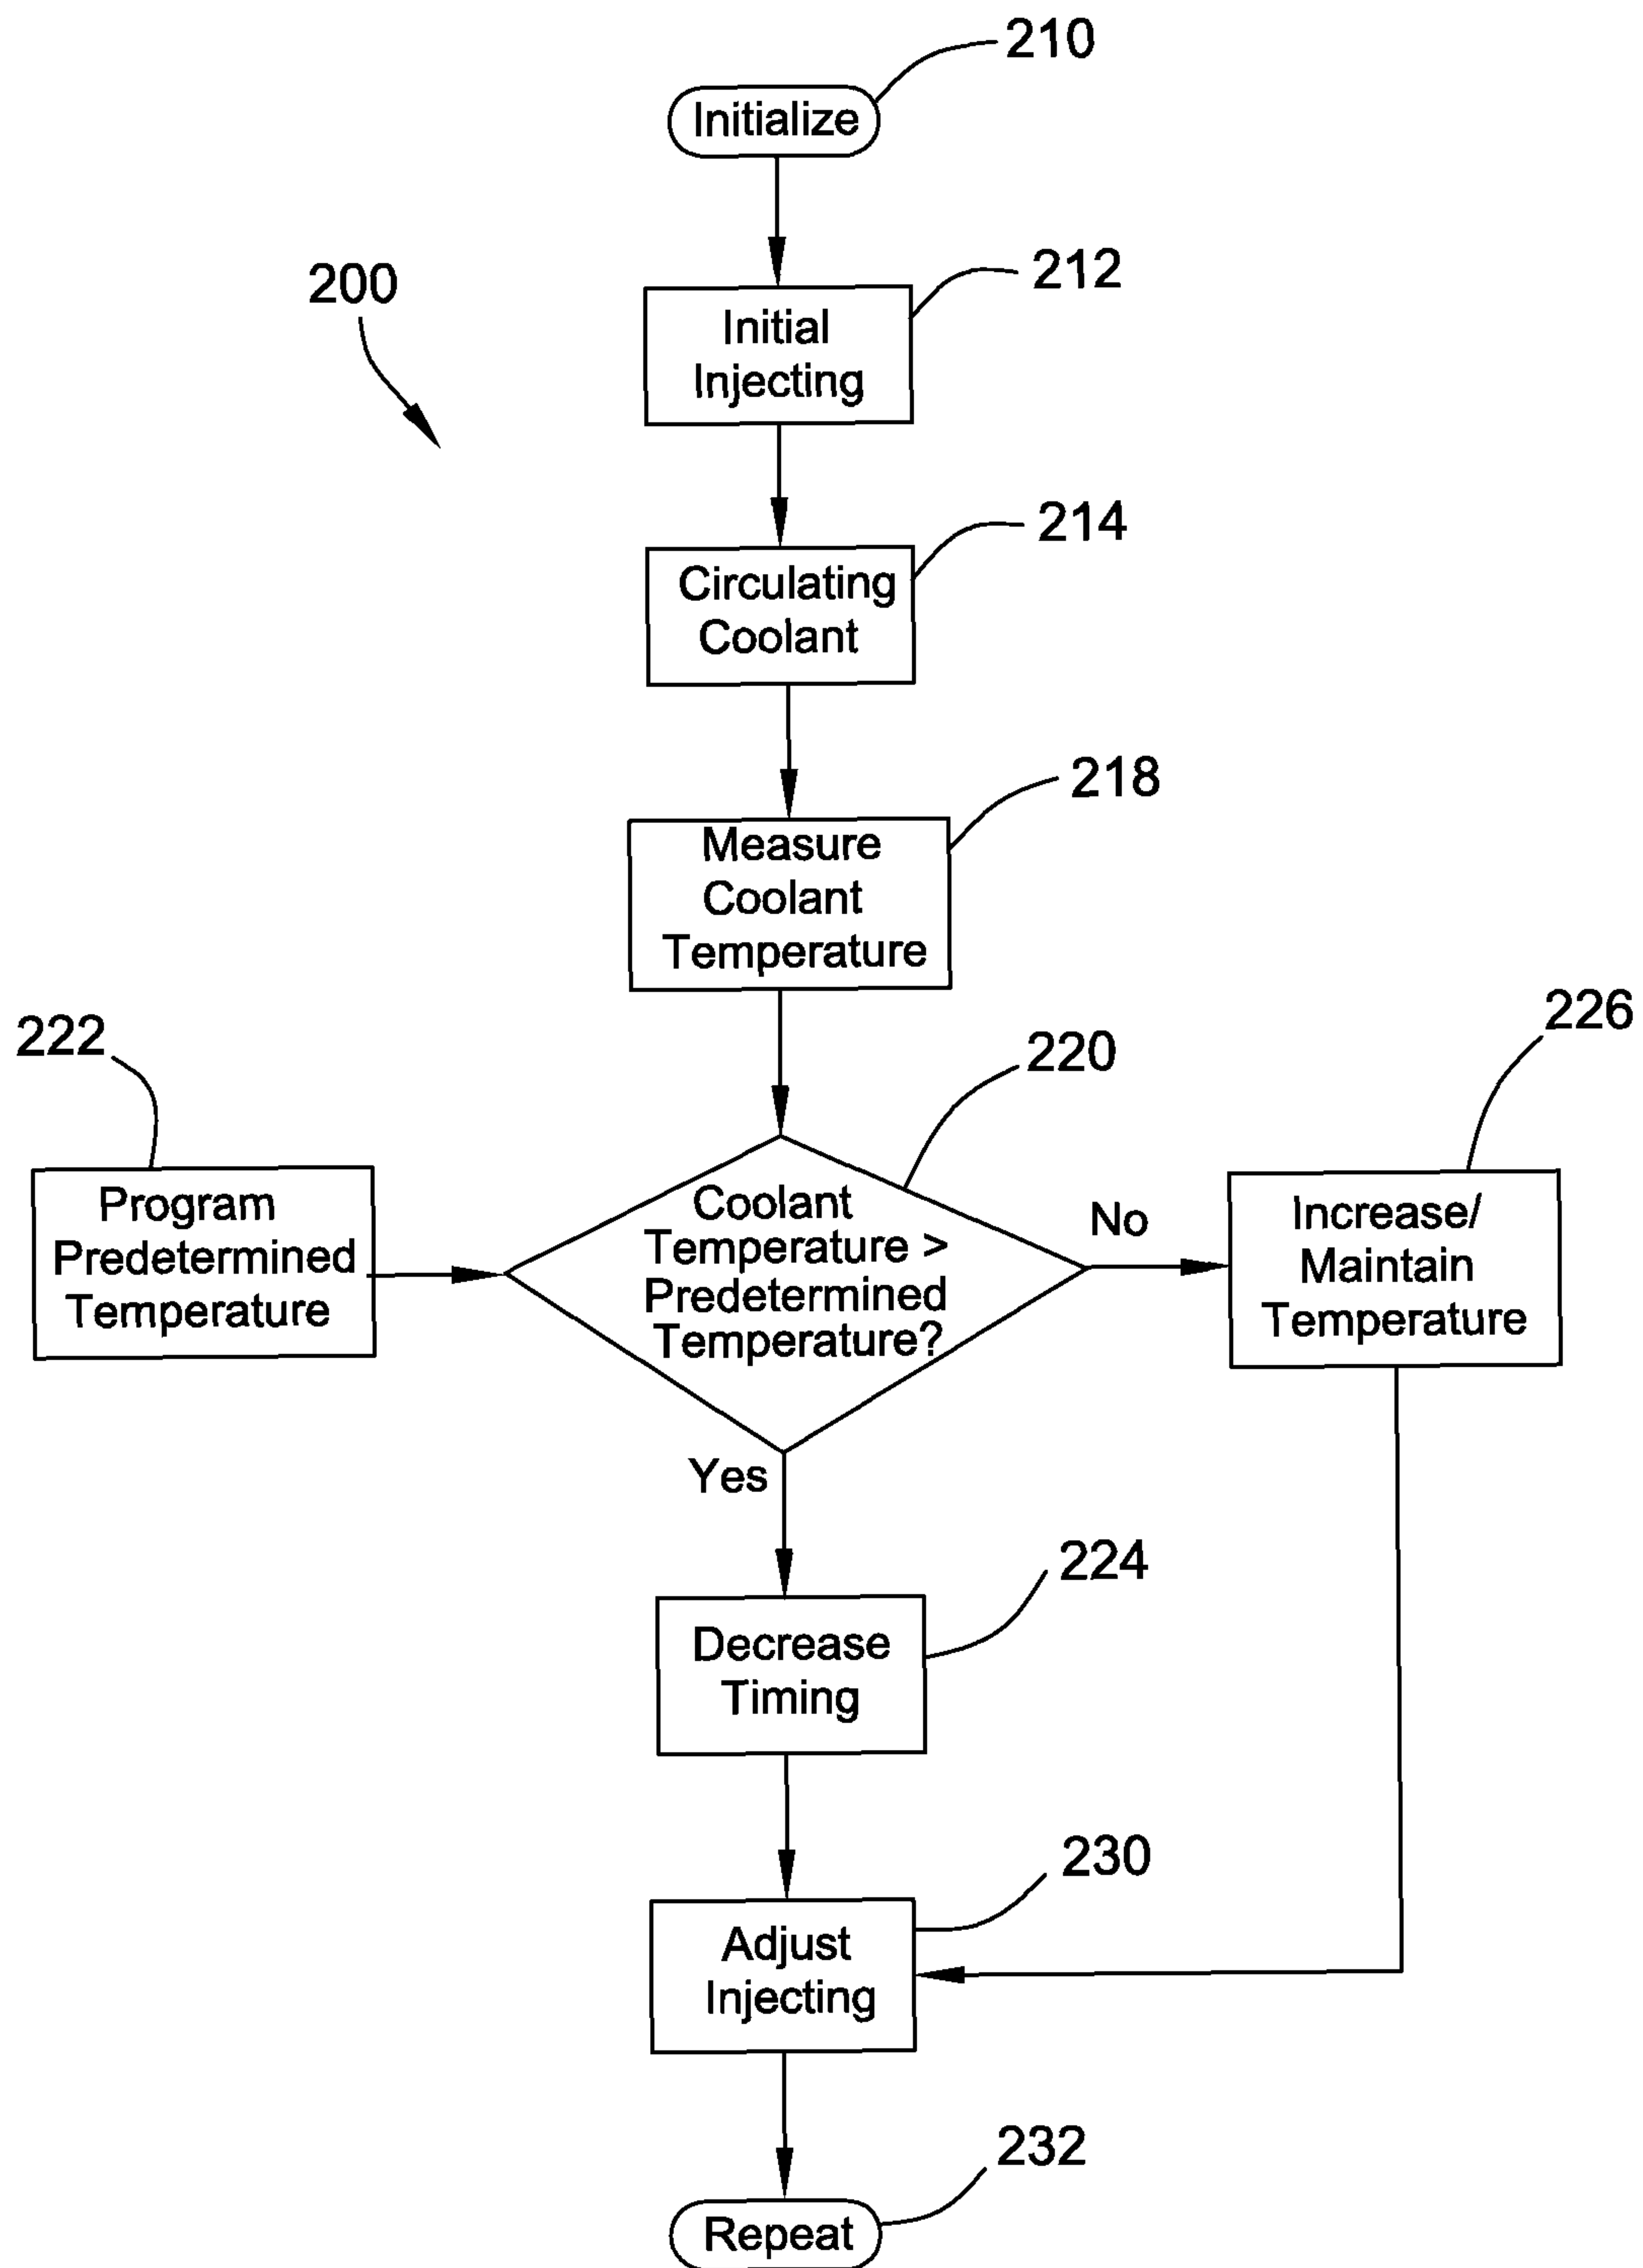 210
Initialize
212
200
Initial
Injecting
214
Circulating
Coolant
218
Measure
Coolant
Temperature
222
220
226
Program
Predetermined
Temperature
Coolant
Temperature >
Predetermined
Temperature?
No
Increase/
Maintain
Temperature
Yes
224
Decrease
Timing
230
Adjust
Injecting
232
Repeat